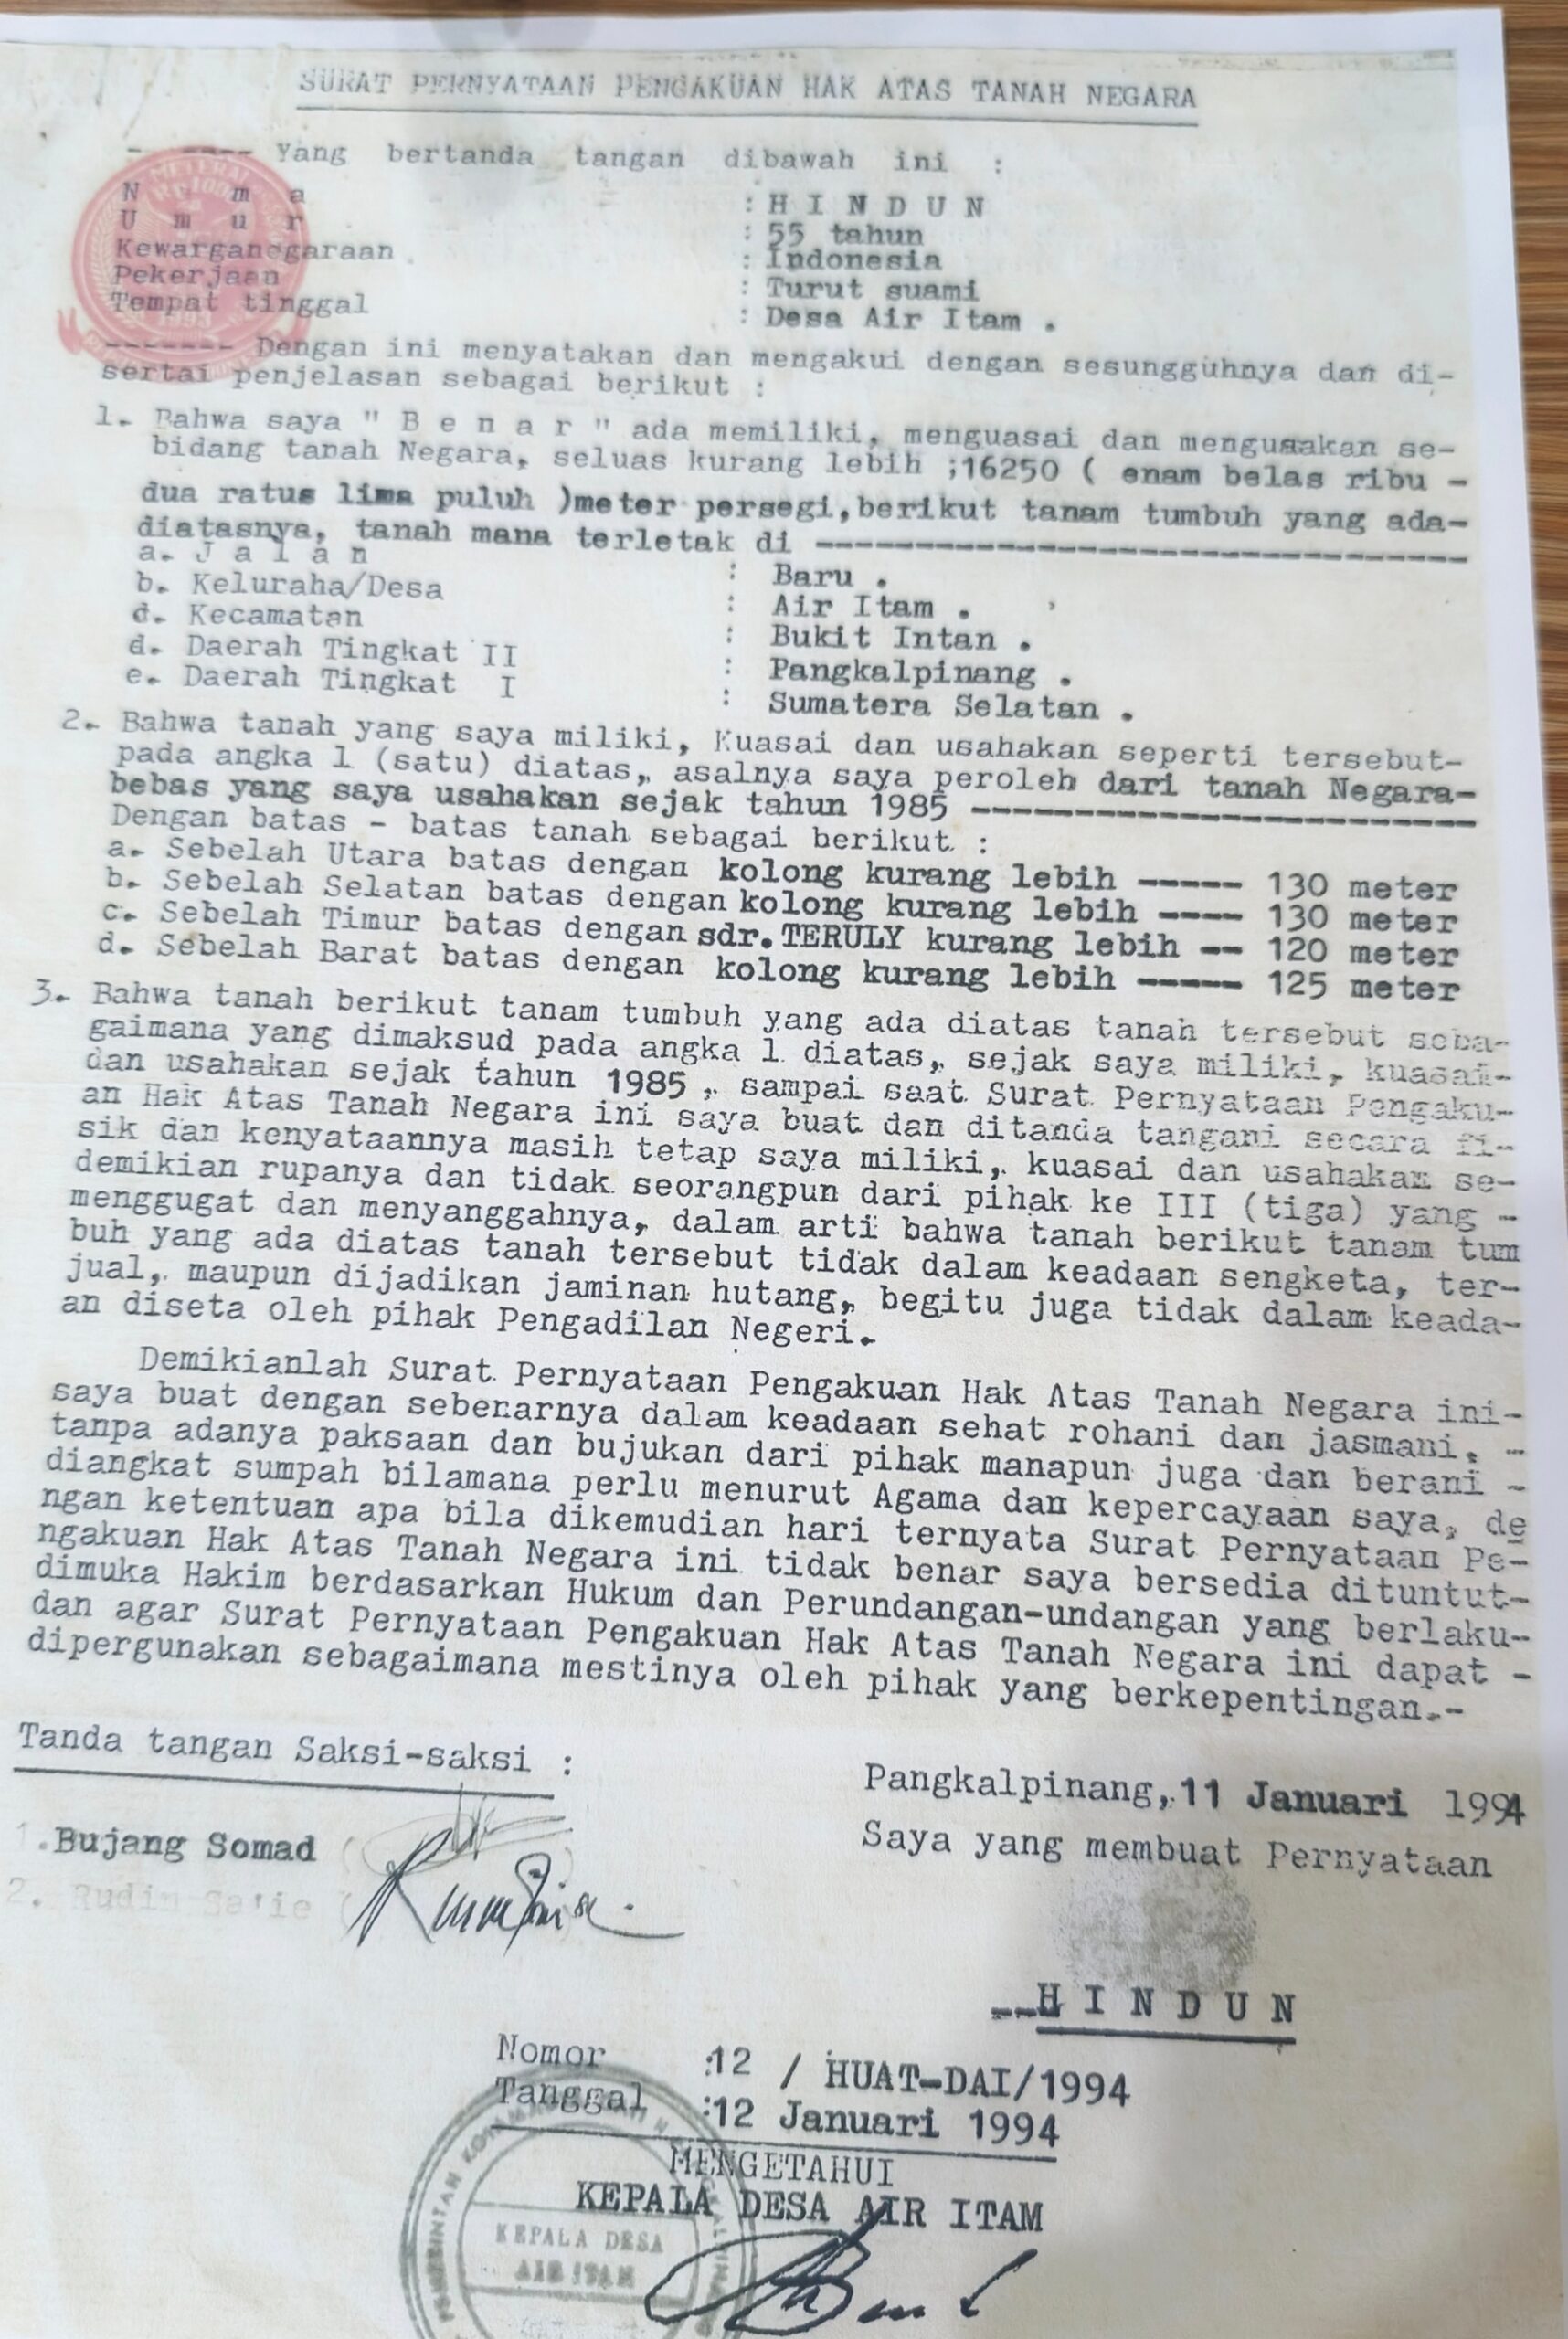 SURAT PERNYATAAN PENGAKUAN HAK ATAS TANAH NEGARA
------- Yang bertanda tangan dibawah ini :
N a m a : H I N D U N
U m u r : 55 tahun
Kewarganegaraan : Indonesia
Pekerjaan : Turut suami
Tempat tinggal : Desa Air Itam .
------- Dengan ini menyatakan dan mengakui dengan sesungguhnya dan di-
sertai penjelasan sebagai berikut :
1. Bahwa saya " B e n a r " ada memiliki, menguasai dan mengusakan se-
bidang tanah Negara, seluas kurang lebih ;16250 ( enam belas ribu -
dua ratus lima puluh )meter persegi,berikut tanam tumbuh yang ada-
diatasnya, tanah mana terletak di ---------------------------------
a. J a l a n : Baru .
b. Keluraha/Desa : Air Itam .
d. Kecamatan : Bukit Intan .
d. Daerah Tingkat II : Pangkalpinang .
e. Daerah Tingkat I : Sumatera Selatan .
2. Bahwa tanah yang saya miliki, Kuasai dan usahakan seperti tersebut-
pada angka 1 (satu) diatas, asalnya saya peroleh dari tanah Negara-
bebas yang saya usahakan sejak tahun 1985 -------------------------
Dengan batas - batas tanah sebagai berikut :
a. Sebelah Utara batas dengan kolong kurang lebih ----- 130 meter
b. Sebelah Selatan batas dengan kolong kurang lebih ---- 130 meter
c. Sebelah Timur batas dengan sdr.TERULY kurang lebih -- 120 meter
d. Sebelah Barat batas dengan kolong kurang lebih ----- 125 meter
3. Bahwa tanah berikut tanam tumbuh yang ada diatas tanah tersebut seba-
gaimana yang dimaksud pada angka 1 diatas, sejak saya miliki, kuasai-
dan usahakan sejak tahun 1985, sampai saat Surat Pernyataan Pengaku-
an Hak Atas Tanah Negara ini saya buat dan ditanda tangani secara fi-
sik dan kenyataannya masih tetap saya miliki, kuasai dan usahakan se-
demikian rupanya dan tidak seorangpun dari pihak ke III (tiga) yang -
menggugat dan menyanggahnya, dalam arti bahwa tanah berikut tanam tum
buh yang ada diatas tanah tersebut tidak dalam keadaan sengketa, ter-
jual, maupun dijadikan jaminan hutang, begitu juga tidak dalam keada-
an diseta oleh pihak Pengadilan Negeri.
Demikianlah Surat Pernyataan Pengakuan Hak Atas Tanah Negara ini-
saya buat dengan sebenarnya dalam keadaan sehat rohani dan jasmani, -
tanpa adanya paksaan dan bujukan dari pihak manapun juga dan berani -
diangkat sumpah bilamana perlu menurut Agama dan kepercayaan saya, de
ngan ketentuan apa bila dikemudian hari ternyata Surat Pernyataan Pe-
ngakuan Hak Atas Tanah Negara ini tidak benar saya bersedia dituntut-
dimuka Hakim berdasarkan Hukum dan Perundangan-undangan yang berlaku-
dan agar Surat Pernyataan Pengakuan Hak Atas Tanah Negara ini dapat -
dipergunakan sebagaimana mestinya oleh pihak yang berkepentingan.-
Tanda tangan Saksi-saksi :
Pangkalpinang, 11 Januari 1994
Saya yang membuat Pernyataan
1. Bujang Somad (
2. Rudin (
--H I N D U N
Nomor :12 / HUAT-DAI/1994
Tanggal :12 Januari 1994
MENGETAHUI
KEPALA DESA AIR ITAM
KEPALA DESA
AIR ITAM